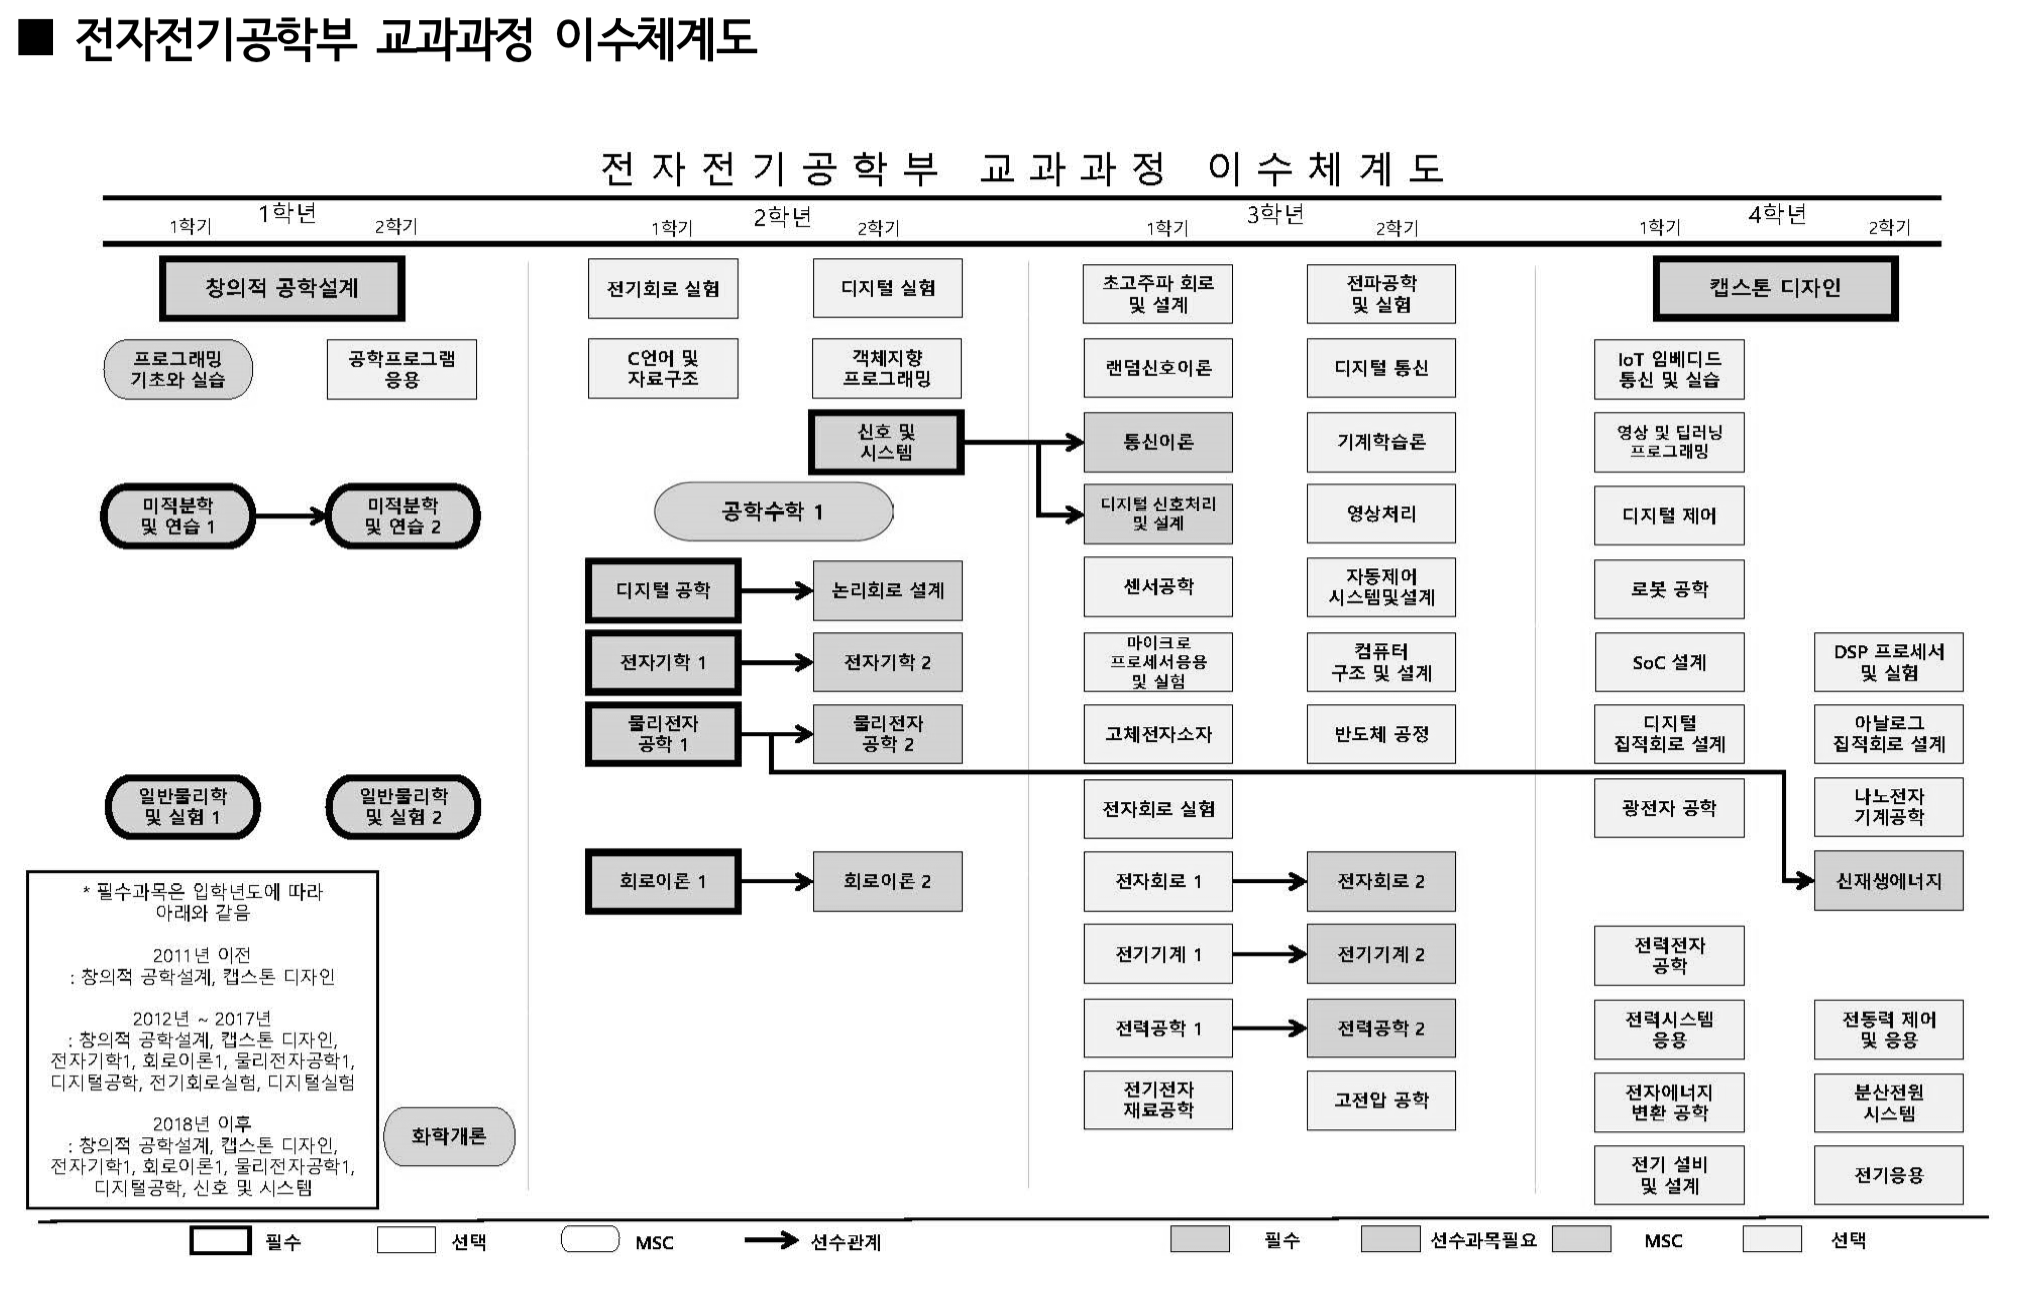 ■ 전자전기공학부 교과과정 이수체계도
전자전기공학부 교과과정 이수체계도
1학년
2학년
3학년
4학년
1학기
2학기
1학기
2학기
1학기
2학기
1학기
2학기
창의적 공학설계
전기회로 실험
디지털 실험
초고주파 회로
및 설계
전파공학
및 실험
캡스톤 디자인
프로그래밍
기초와 실습
공학프로그램
응용
C언어 및
자료구조
객체지향
프로그래밍
랜덤신호이론
디지털 통신
IoT 임베디드
통신 및 실습
신호 및
시스템
통신이론
기계학습론
영상 및 딥러닝
프로그래밍
미적분학
및 연습 1
미적분학
및 연습 2
공학수학 1
디지털 신호처리
및 설계
영상처리
디지털 제어
디지털 공학
논리회로 설계
센서공학
자동제어
시스템및설계
로봇 공학
전자기학 1
전자기학 2
마이크로
프로세서응용
및 실험
컴퓨터
구조 및 설계
SoC 설계
DSP 프로세서
및 실험
물리전자
공학 1
물리전자
공학 2
고체전자소자
반도체 공정
디지털
집적회로 설계
아날로그
집적회로 설계
일반물리학
및 실험 1
일반물리학
및 실험 2
전자회로 실험
광전자 공학
나노전자
기계공학
회로이론 1
회로이론 2
전자회로 1
전자회로 2
신재생에너지
전기기계 1
전기기계 2
전력전자
공학
전력공학 1
전력공학 2
전력시스템
응용
전동력 제어
및 응용
전기전자
재료공학
고전압 공학
전자에너지
변환 공학
분산전원
시스템
화학개론
전기 설비
및 설계
전기응용
* 필수과목은 입학년도에 따라
아래와 같음
2011년 이전
: 창의적 공학설계, 캡스톤 디자인
2012년 ~ 2017년
: 창의적 공학설계, 캡스톤 디자인,
전자기학1, 회로이론1, 물리전자공학1,
디지털공학, 전기회로실험, 디지털실험
2018년 이후
: 창의적 공학설계, 캡스톤 디자인,
전자기학1, 회로이론1, 물리전자공학1,
디지털공학, 신호 및 시스템
필수
선택
MSC
선수관계
필수
선수과목필요
MSC
선택